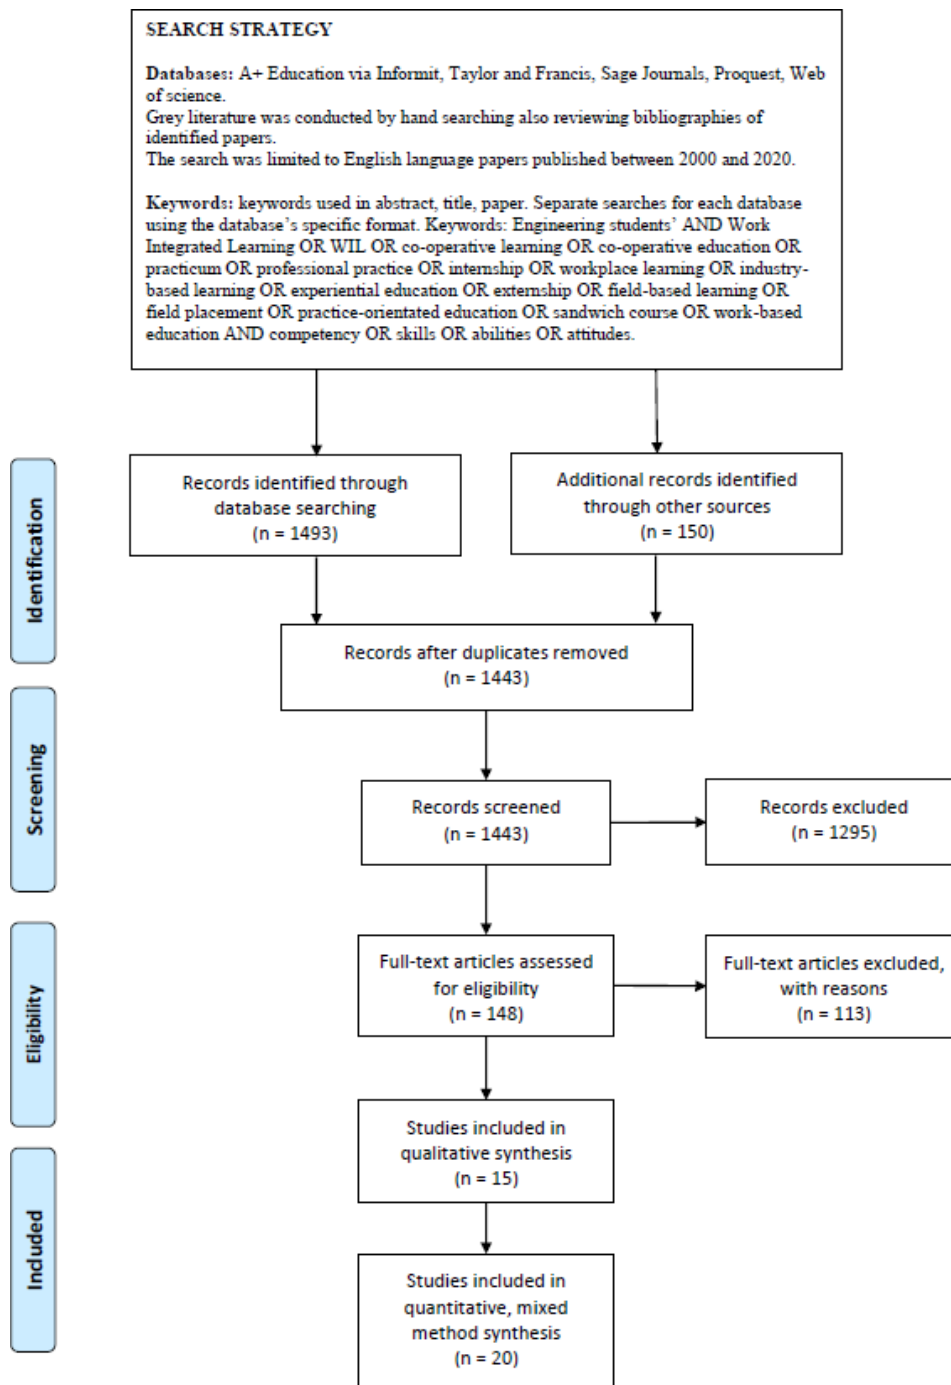 SEARCH STRATEGY
Databases: A+ Education via Informit, Taylor and Francis, Sage Journals, Proquest, Web
of science.
Grey literature was conducted by hand searching also reviewing bibliographies of
identified papers.
The search was limited to English language papers published between 2000 and 2020.
Keywords: keywords used in abstract, title, paper. Separate searches for each database
using the database's specific format. Keywords: Engineering students' AND Work
Integrated Learning OR WIL OR co-operative learning OR co-operative education OR
practicum OR professional practice OR internship OR workplace learning OR industry-
based learning OR experiential education OR externship OR field-based learning OR
field placement OR practice-orientated education OR sandwich course OR work-based
education AND competency OR skills OR abilities OR attitudes.
Identification
Records identified through
database searching
(n = 1493)
Additional records identified
through other sources
(n = 150)
Records after duplicates removed
(n = 1443)
Screening
Records screened
(n = 1443)
Records excluded
(n = 1295)
Eligibility
Full-text articles assessed
for eligibility
(n = 148)
Full-text articles excluded,
with reasons
(n = 113)
Included
Studies included in
qualitative synthesis
(n = 15)
Studies included in
quantitative, mixed
method synthesis
(n = 20)